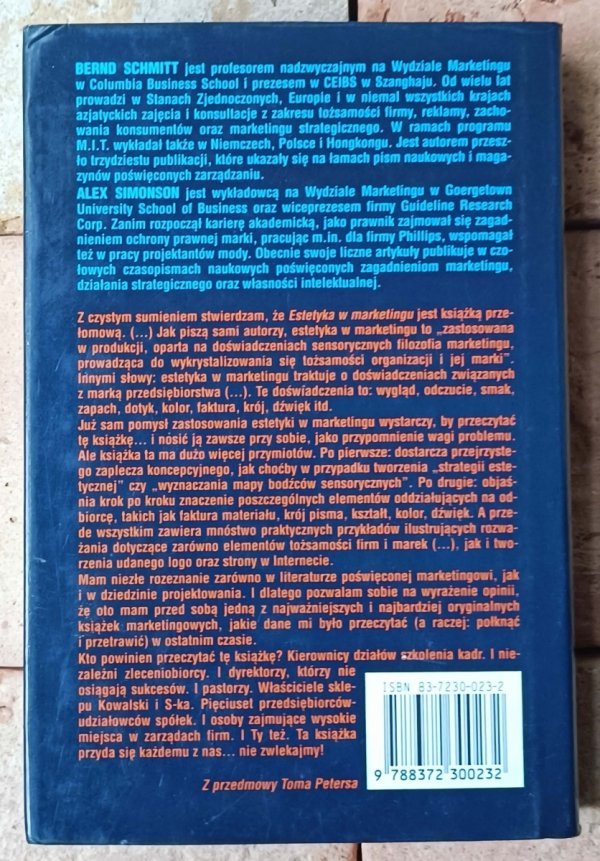 BERND SCHMITT jest profesorem nadzwyczajnym na Wydziale Marketingu
w Columbia Business School i prezesem w CEIBS w Szanghaju. Od wielu lat
prowadzi w Stanach Zjednoczonych, Europie i w niemal wszystkich krajach
azjatyckich zajęcia i konsultacje z zakresu tożsamości firmy, reklamy, zacho-
wania konsumentów oraz marketingu strategicznego. W ramach programu
M.I.T. wykładał także w Niemczech, Polsce i Hongkongu. Jest autorem przesz-
ło trzydziestu publikacji, które ukazały się na łamach pism naukowych i maga-
zynów poświęconych zarządzaniu.
ALEX SIMONSON jest wykładowcą na Wydziale Marketingu w Goergetown
University School of Business oraz wiceprezesem firmy Guideline Research
Corp. Zanim rozpoczął karierę akademicką, jako prawnik zajmował się zagad-
nieniem ochrony prawnej marki, pracując m.in. dla firmy Phillips, wspomagał
też w pracy projektantów mody. Obecnie swoje liczne artykuły publikuje w czo-
łowych czasopismach naukowych poświęconych zagadnieniom marketingu,
działania strategicznego oraz własności intelektualnej.
Z czystym sumieniem stwierdzam, że Estetyka w marketingu jest książką prze-
łomową. (...) Jak piszą sami autorzy, estetyka w marketingu to „zastosowana
w produkcji, oparta na doświadczeniach sensorycznych filozofia marketingu,
prowadząca do wykrystalizowania się tożsamości organizacji i jej marki".
Innymi słowy: estetyka w marketingu traktuje o doświadczeniach związanych
z marką przedsiębiorstwa (...). Te doświadczenia to: wygląd, odczucie, smak,
zapach, dotyk, kolor, faktura, krój, dźwięk itd.
Już sam pomysł zastosowania estetyki w marketingu wystarczy, by przeczytać
tę książkę... i nosić ją zawsze przy sobie, jako przypomnienie wagi problemu.
Ale książka ta ma dużo więcej przymiotów. Po pierwsze: dostarcza przejrzyste-
go zaplecza koncepcyjnego, jak choćby w przypadku tworzenia „strategii este-
tycznej" czy „wyznaczania mapy bodźców sensorycznych". Po drugie: objaś-
nia krok po kroku znaczenie poszczególnych elementów oddziałujących na od-
biorcę, takich jak faktura materiału, krój pisma, kształt, kolor, dźwięk. A prze-
de wszystkim zawiera mnóstwo praktycznych przykładów ilustrujących rozwa-
żania dotyczące zarówno elementów tożsamości firm i marek (...), jak i two-
rzenia udanego logo oraz strony w Internecie.
Mam niezłe rozeznanie zarówno w literaturze poświęconej marketingowi, jak
i w dziedzinie projektowania. I dlatego pozwalam sobie na wyrażenie opinii,
że oto mam przed sobą jedną z najważniejszych i najbardziej oryginalnych
książek marketingowych, jakie dane mi było przeczytać (a raczej: połknąć
i przetrawić) w ostatnim czasie.
Kto powinien przeczytać tę książkę? Kierownicy działów szkolenia kadr. I nie-
zależni zleceniobiorcy. I dyrektorzy, którzy nie
osiągają sukcesów. I pastorzy. Właściciele skle-
pu Kowalski i S-ka. Pięciuset przedsiębiorców-
udziałowców spółek. I osoby zajmujące wysokie
miejsca w zarządach firm. I Ty też. Ta książka
przyda się każdemu z nas... nie zwlekajmy!
Z przedmowy Toma Petersa
ISBN 83-7230-023-2
9 788372 300232